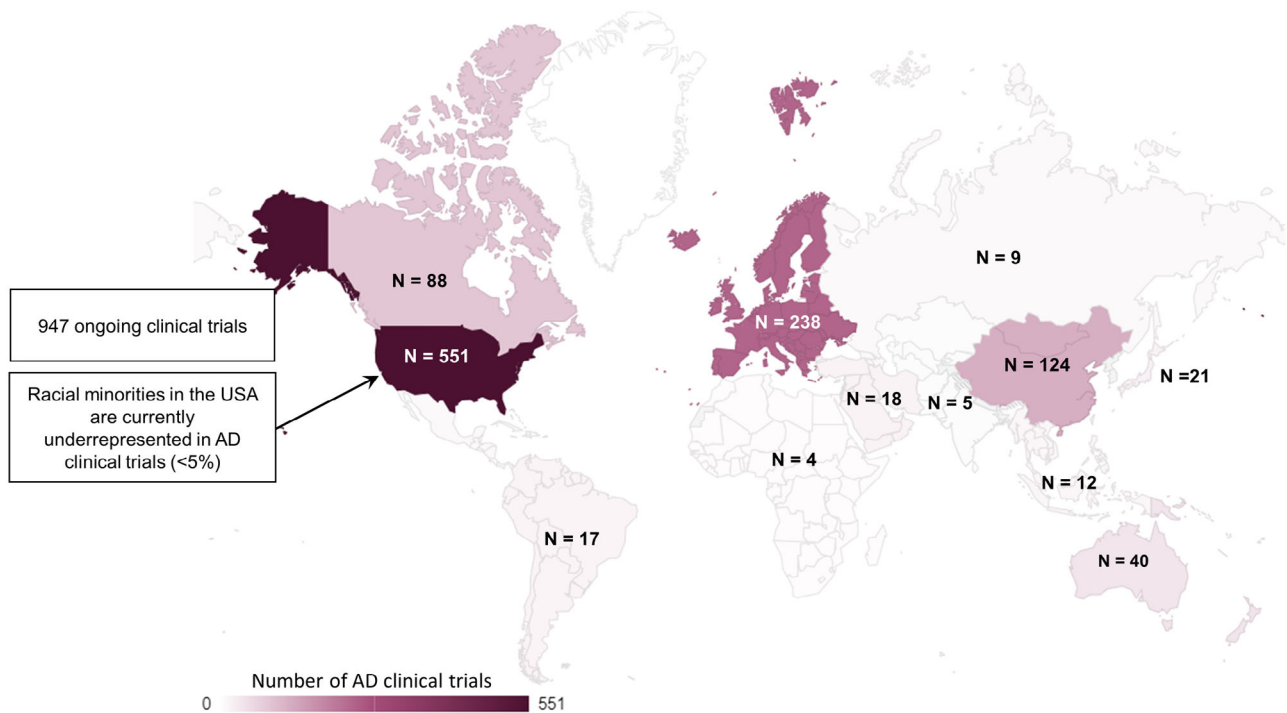 N = 9
N = 88
947 ongoing clinical trials
N = 238
N = 551
N = 124
N =21
Racial minorities in the USA
are currently
underrepresented in AD
clinical trials (<5%)
N = 18
N = 5
N = 4
N = 12
N = 17
N = 40
Number of AD clinical trials
0
551